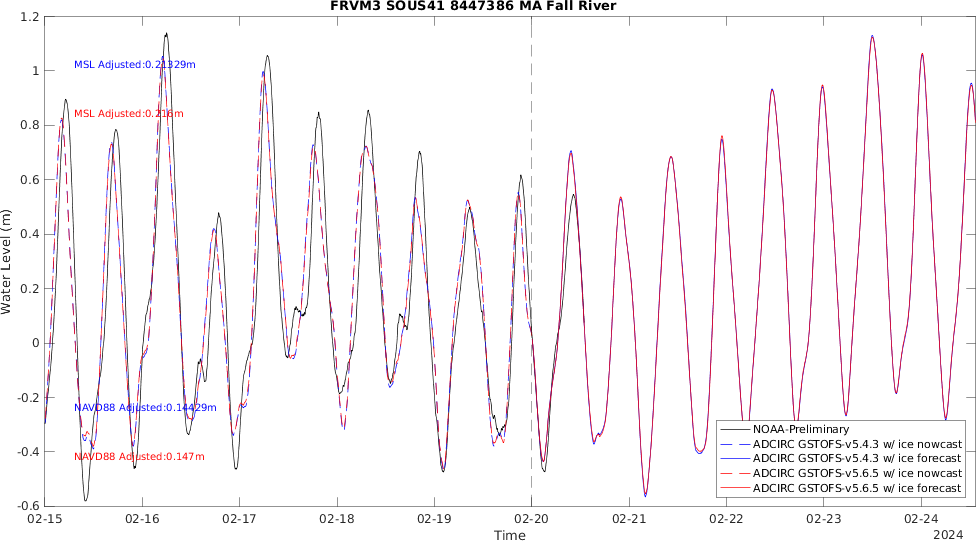 FRVM3 SOUS41 8447386 MA Fall River
1.2
1
0.8
0.6
0.4
0.2
0
-0.2
-0.4
-0.6
Water Level (m)
MSL Adjusted:0.21329m
MSL Adjusted:0.216m
NAVD88 Adjusted:0.14429m
NAVD88 Adjusted:0.147m
NOAA-Preliminary
ADCIRC GSTOFS-v5.4.3 w/ ice nowcast
ADCIRC GSTOFS-v5.4.3 w/ ice forecast
ADCIRC GSTOFS-v5.6.5 w/ ice nowcast
ADCIRC GSTOFS-v5.6.5 w/ ice forecast
02-15 02-16 02-17 02-18 02-19 02-20 02-21 02-22 02-23 02-24
Time
2024